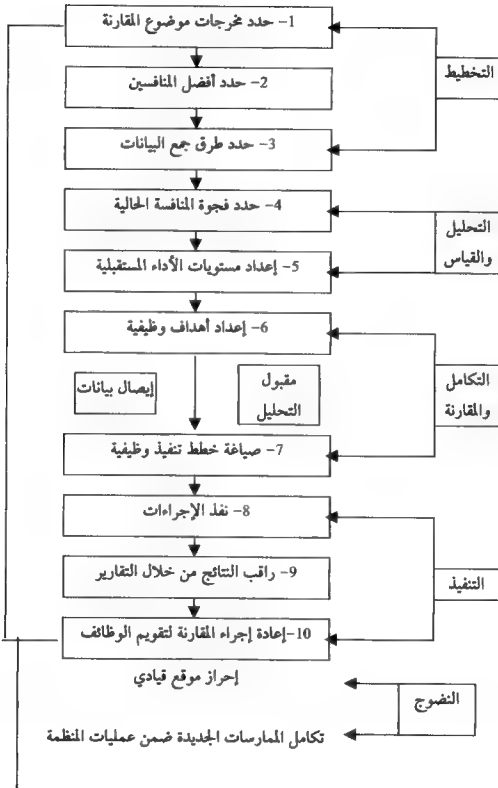 1– حدد مخرجات موضوع المقارنة
التخطيط
2– حدد أفضل المنافسين
3– حدد طرق جمع البيانات
4– حدد فجوة المنافسة الحالية
التحليل
والقياس
5– إعداد مستويات الأداء المستقبلية
6– إعداد أهداف وظيفية
مقبول
التحليل
إيصال بيانات
التكامل
والمقارنة
7– صياغة خطط تنفيذ وظيفية
8– نفذ الإجراءات
9– راقب النتائج من خلال التقارير
التنفيذ
10–إعادة إجراء المقارنة لتقويم الوظائف
إحراز موقع قيادي
النضوج
تكامل الممارسات الجديدة ضمن عمليات المنظمة